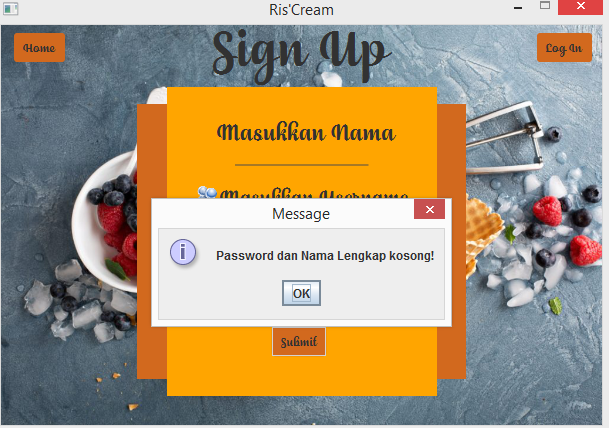 Ris'Cream
Home
Sign Up
Log In
Masukkan Nama
Masukkan Username
Message
Password dan Nama Lengkap kosong!
OK
Submit